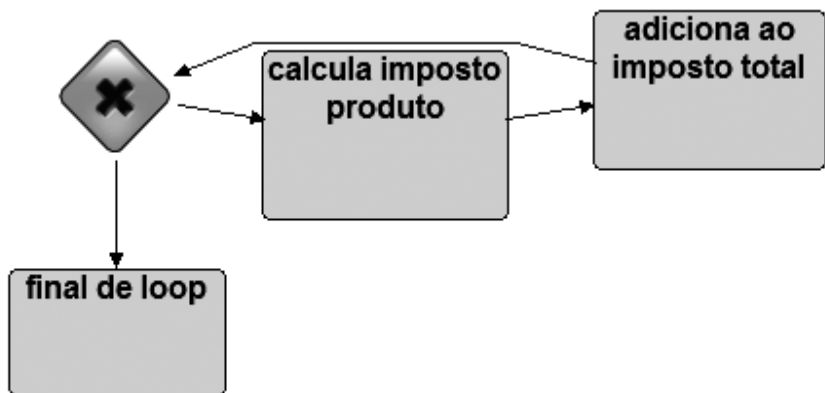 adiciona ao
imposto total
calcula imposto
produto
final de loop